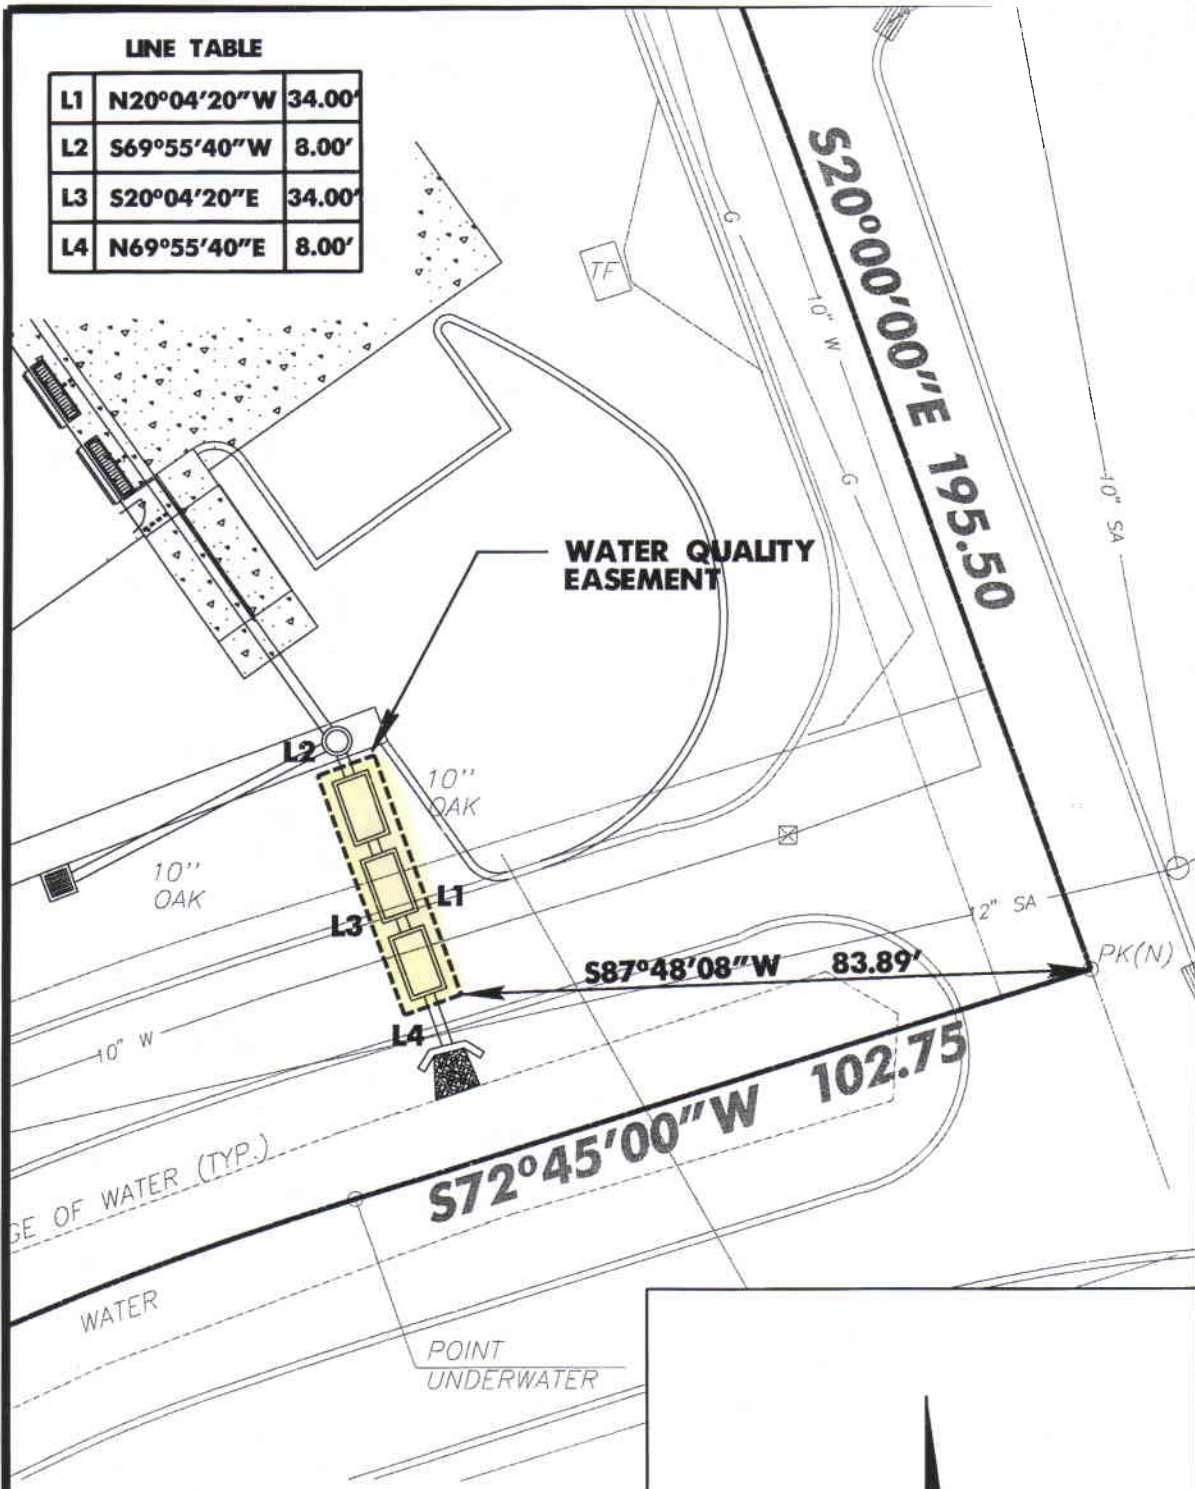 LINE TABLE
L1 N20°04'20"W 34.00'
L2 S69°55'40"W 8.00'
L3 S20°04'20"E 34.00'
L4 N69°55'40"E 8.00'
S20°00'00"E 195.50
G
TF
10" W
G
10" SA
WATER QUALITY
EASEMENT
L2
10''
OAK
10''
OAK
L1
L3
12" SA
S87°48'08"W 83.89'
PK(N)
L4
10" W
S72°45'00"W 102.75
GE OF WATER (TYP.)
WATER
POINT
UNDERWATER